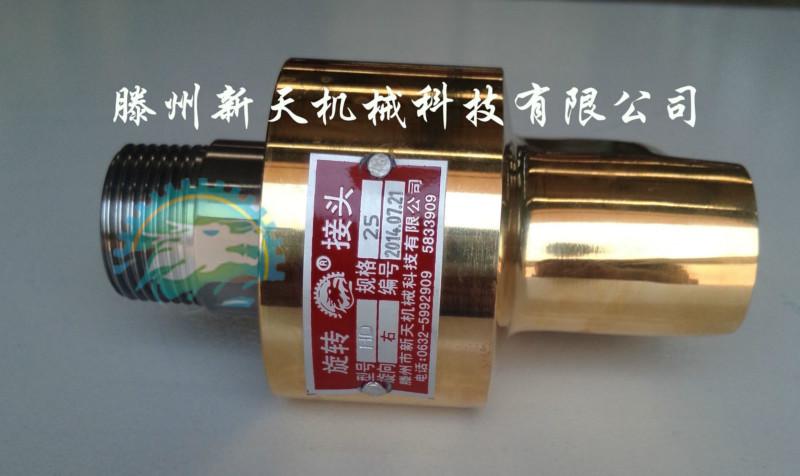 滕州新天机械科技有限公司
旋转®接头
型号 HD 规格 25
旋向 右 编号 2014.07.21
滕州市新天机械科技有限公司
电话:0632-5992909 5833909